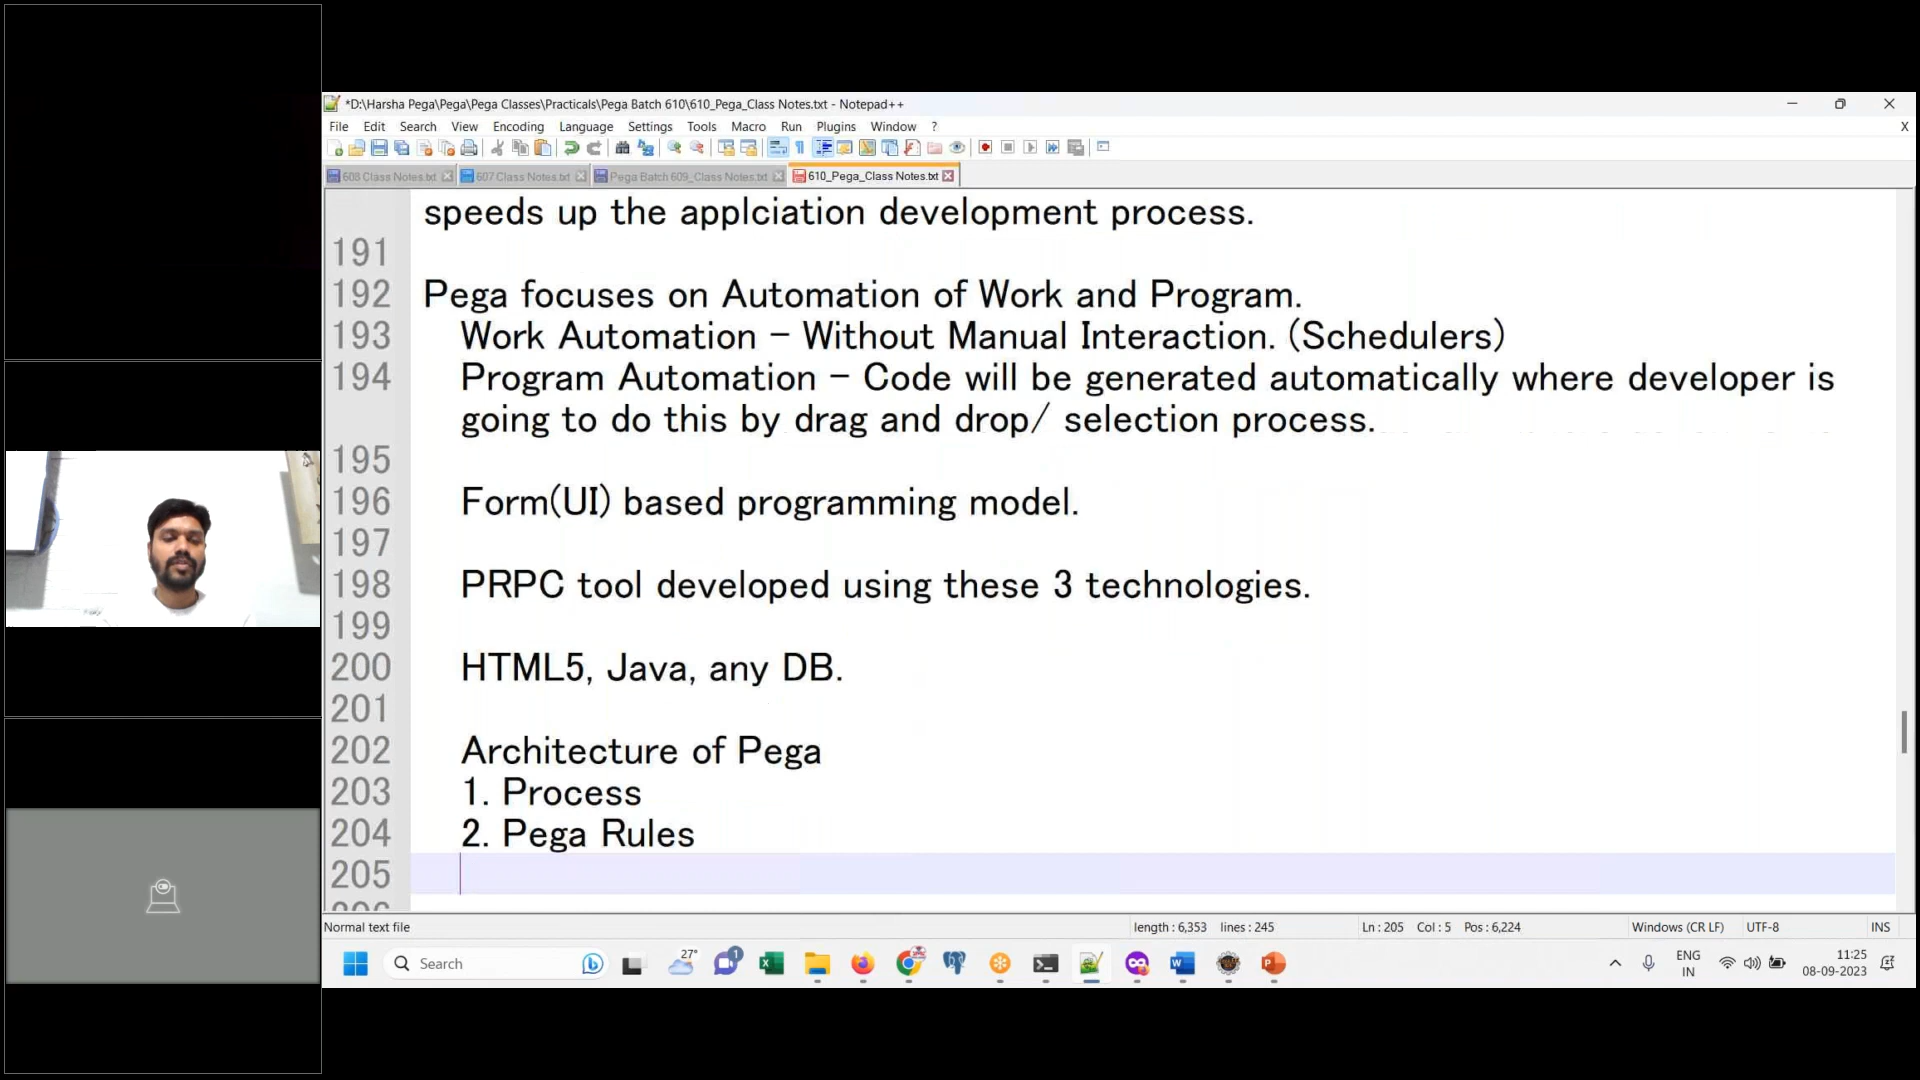 *D:\Harsha Pega\Pega\Pega Classes\Practicals\Pega Batch 610\610_Pega_Class Notes.txt - Notepad++
File Edit Search View Encoding Language Settings Tools Macro Run Plugins Window ? X
608 Class Notes.txt 607 Class Notes.txt Pega Batch 609_Class Notes.txt 610_Pega_Class Notes.txt
speeds up the applciation development process.
191
192 Pega focuses on Automation of Work and Program.
193 Work Automation - Without Manual Interaction. (Schedulers)
194 Program Automation - Code will be generated automatically where developer is
going to do this by drag and drop/ selection process.
195
196 Form(UI) based programming model.
197
198 PRPC tool developed using these 3 technologies.
199
200 HTML5, Java, any DB.
201
202 Architecture of Pega
203 1. Process
204 2. Pega Rules
205
Normal text file length : 6,353 lines : 245 Ln : 205 Col : 5 Pos : 6,224 Windows (CR LF) UTF-8 INS
Search 27° 1 ENG 11:25
IN 08-09-2023